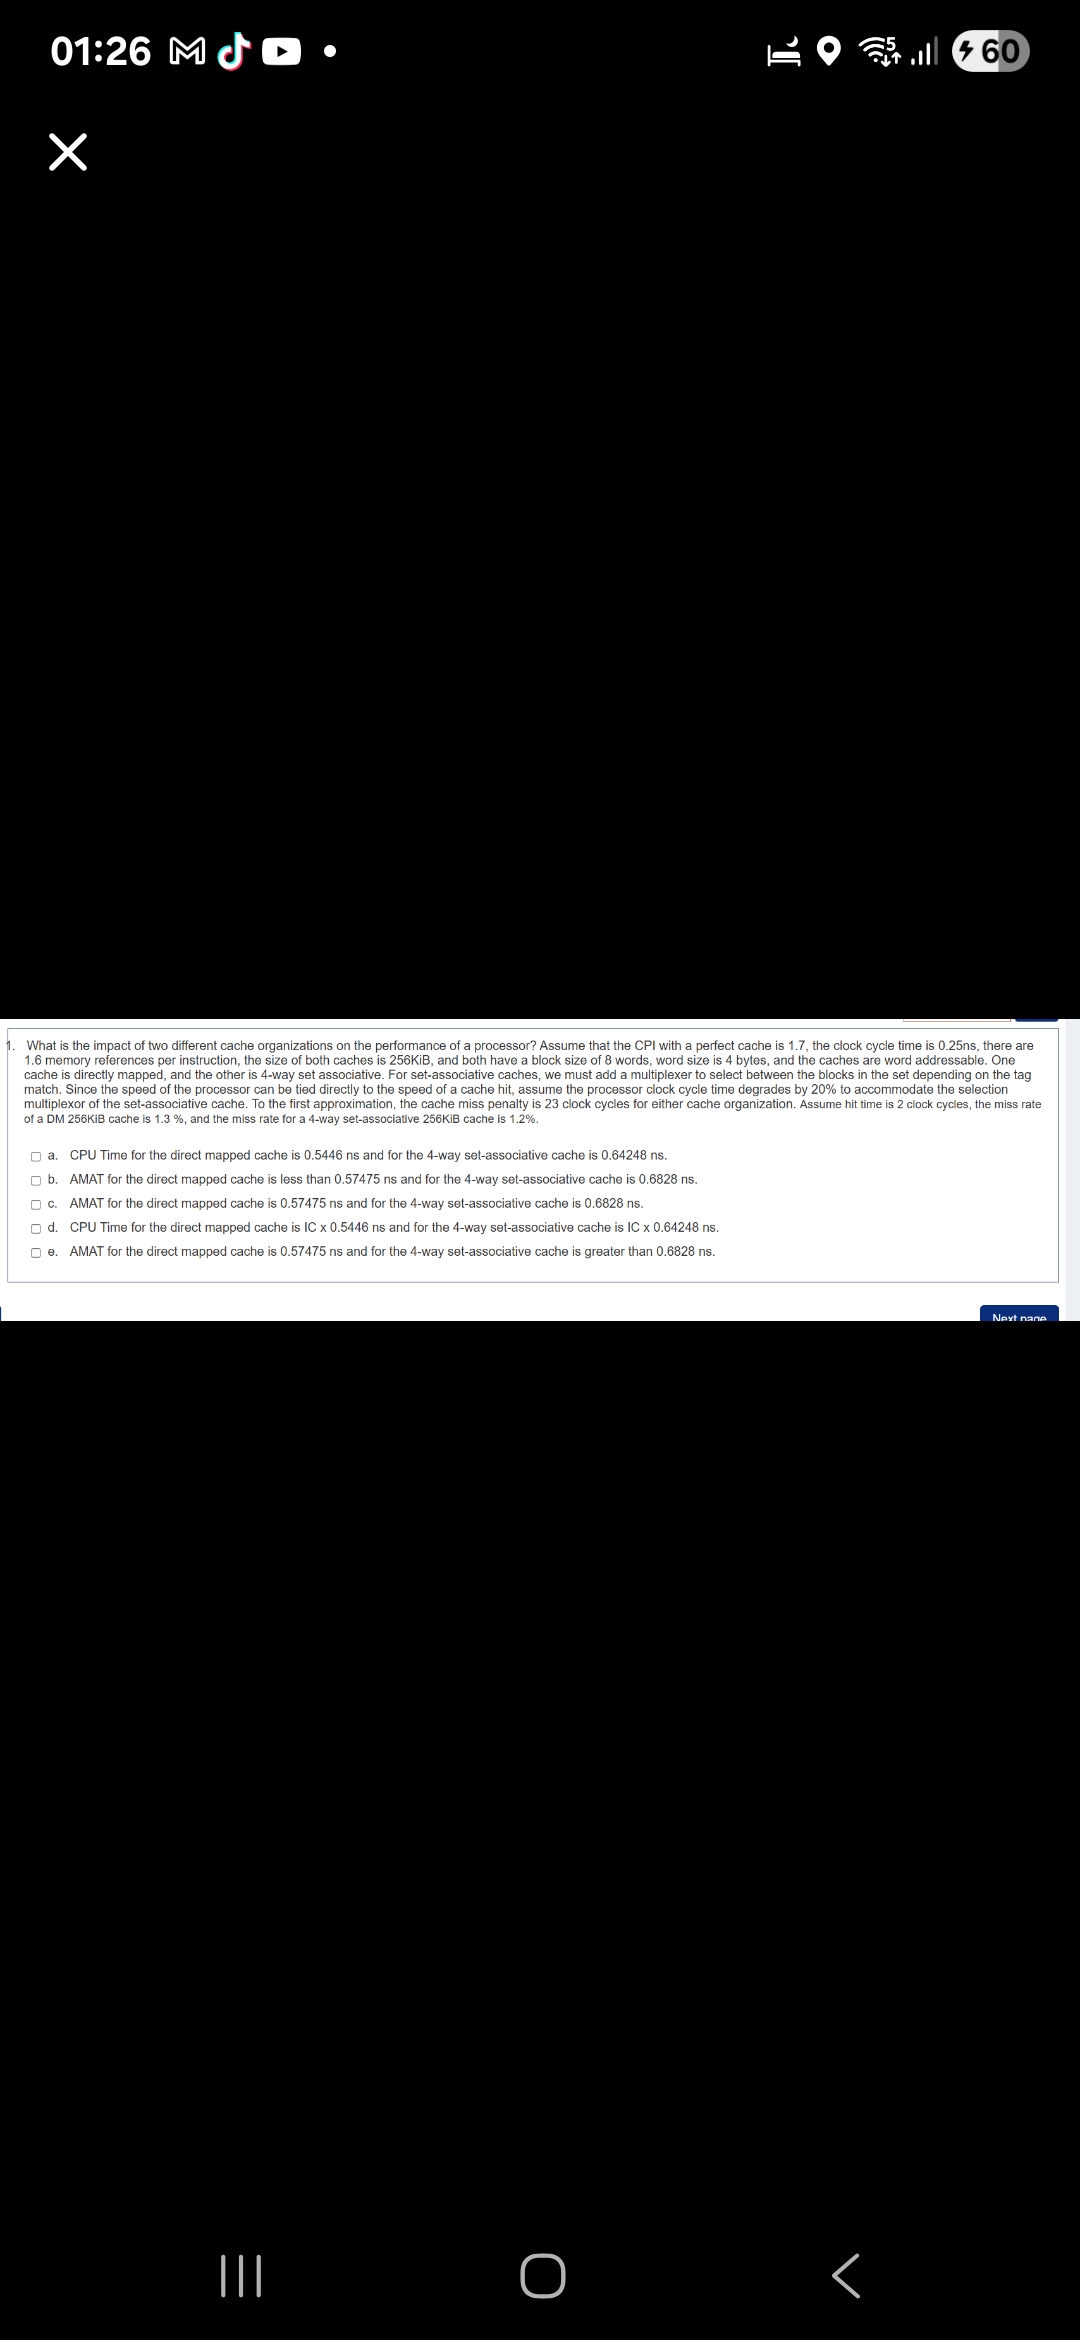 01:26
5
60
1. What is the impact of two different cache organizations on the performance of a processor? Assume that the CPI with a perfect cache is 1.7, the clock cycle time is 0.25ns, there are
1.6 memory references per instruction, the size of both caches is 256KiB, and both have a block size of 8 words, word size is 4 bytes, and the caches are word addressable. One
cache is directly mapped, and the other is 4-way set associative. For set-associative caches, we must add a multiplexer to select between the blocks in the set depending on the tag
match. Since the speed of the processor can be tied directly to the speed of a cache hit, assume the processor clock cycle time degrades by 20% to accommodate the selection
multiplexor of the set-associative cache. To the first approximation, the cache miss penalty is 23 clock cycles for either cache organization. Assume hit time is 2 clock cycles, the miss rate
of a DM 256KiB cache is 1.3 %, and the miss rate for a 4-way set-associative 256KiB cache is 1.2%.
a. CPU Time for the direct mapped cache is 0.5446 ns and for the 4-way set-associative cache is 0.64248 ns.
b. AMAT for the direct mapped cache is less than 0.57475 ns and for the 4-way set-associative cache is 0.6828 ns.
c. AMAT for the direct mapped cache is 0.57475 ns and for the 4-way set-associative cache is 0.6828 ns.
d. CPU Time for the direct mapped cache is IC x 0.5446 ns and for the 4-way set-associative cache is IC x 0.64248 ns.
e. AMAT for the direct mapped cache is 0.57475 ns and for the 4-way set-associative cache is greater than 0.6828 ns.
Next page